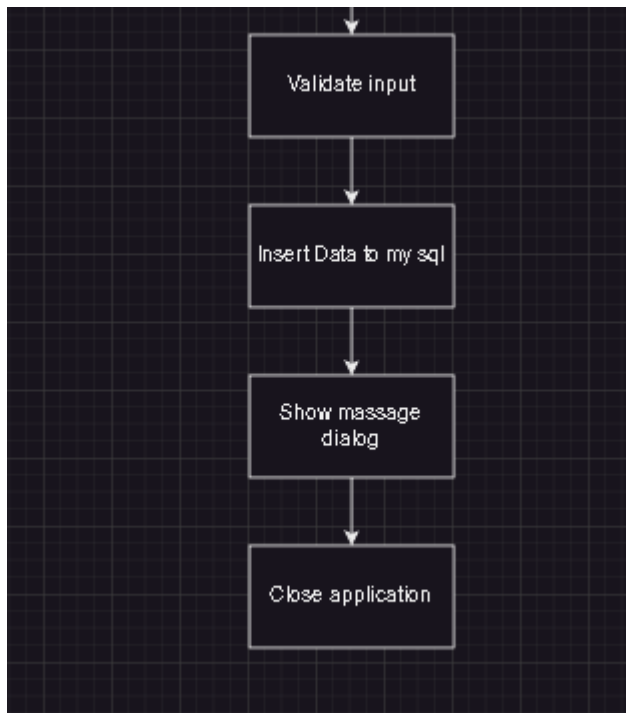 Validate input
Insert Data to my sql
Show massage
dialog
Close application